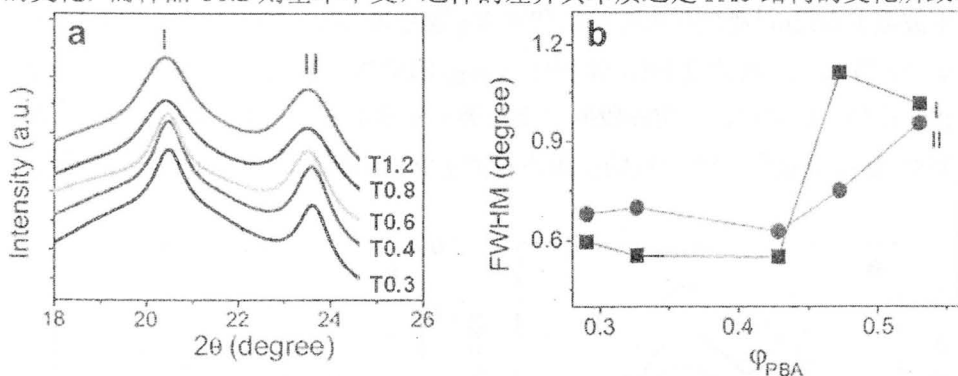 a
I
II
T1.2
T0.8
T0.6
T0.4
T0.3
Intensity (a.u.)
18 20 22 24 26
2θ (degree)
b
1.2
0.9
0.6
I
II
FWHM (degree)
0.3 0.4 0.5
φPBA